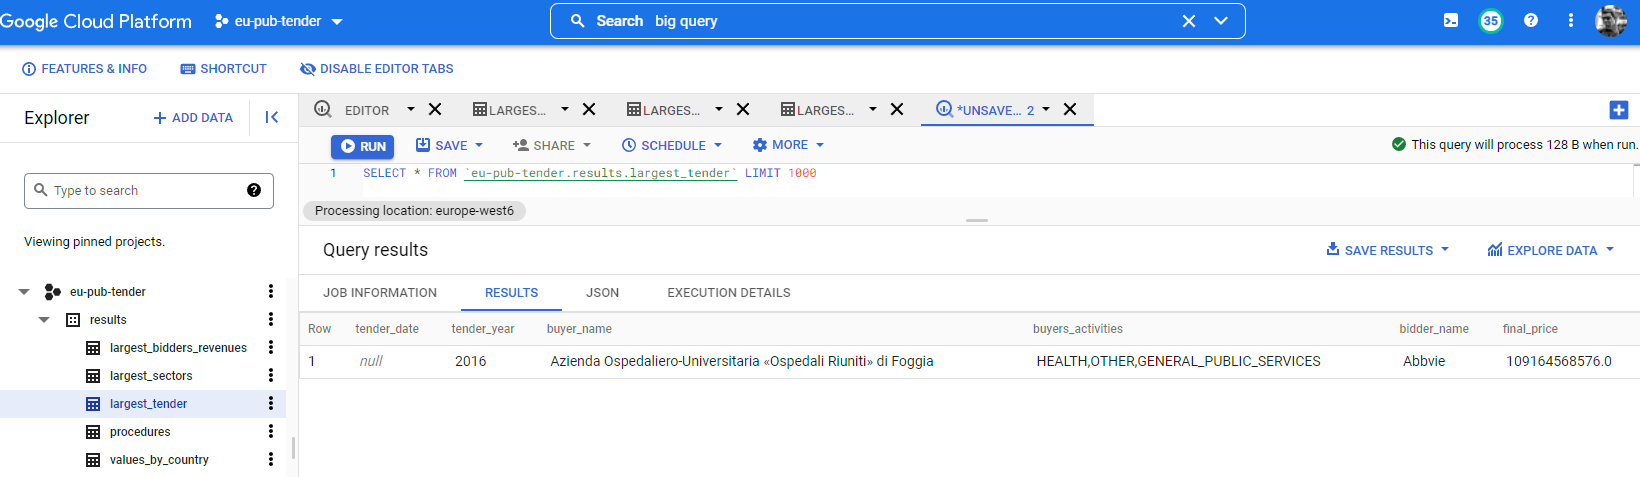 Google Cloud Platform eu-pub-tender Search big query 35
FEATURES & INFO SHORTCUT DISABLE EDITOR TABS
Explorer + ADD DATA
EDITOR LARGES... LARGES... LARGES... *UNSAVE... 2
RUN SAVE SHARE SCHEDULE MORE This query will process 128 B when run.
1 SELECT * FROM `eu-pub-tender.results.largest_tender` LIMIT 1000
Type to search
Processing location: europe-west6
Viewing pinned projects.
Query results SAVE RESULTS EXPLORE DATA
eu-pub-tender
JOB INFORMATION RESULTS JSON EXECUTION DETAILS
results
Row tender_date tender_year buyer_name buyers_activities bidder_name final_price
largest_bidders_revenues
1 null 2016 Azienda Ospedaliero-Universitaria «Ospedali Riuniti» di Foggia HEALTH,OTHER,GENERAL_PUBLIC_SERVICES Abbvie 109164568576.0
largest_sectors
largest_tender
procedures
values_by_country